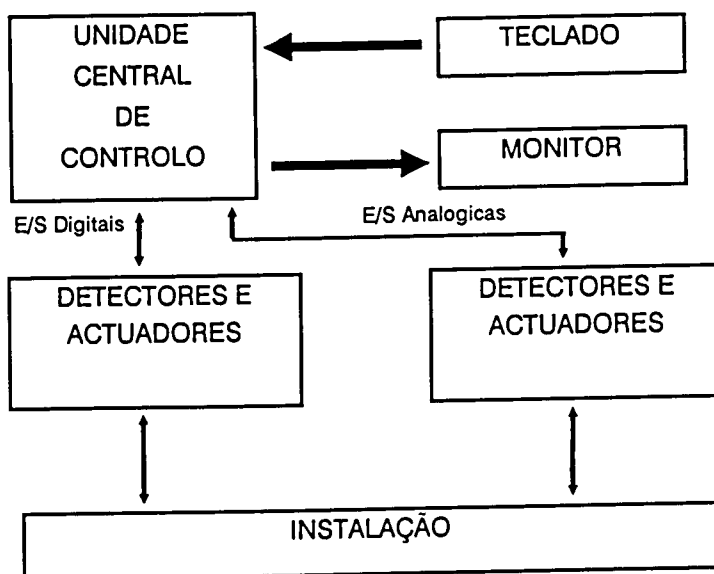 UNIDADE
CENTRAL
DE
CONTROLO
TECLADO
MONITOR
E/S Digitais
E/S Analogicas
DETECTORES E
ACTUADORES
DETECTORES E
ACTUADORES
INSTALAÇÃO